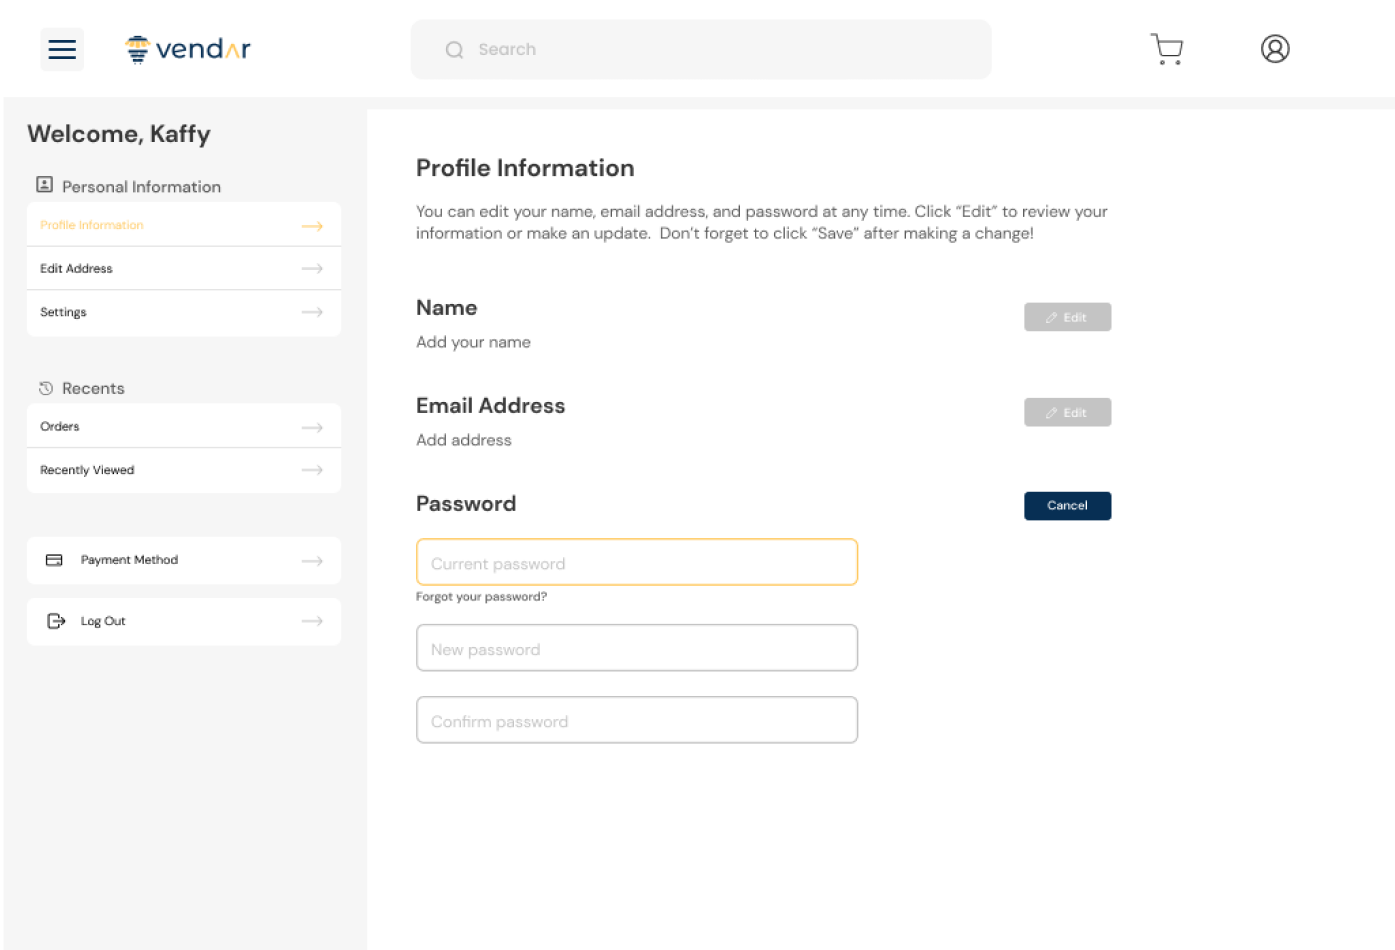 vendar
Search
Welcome, Kaffy
Personal Information
Profile Information
Edit Address
Settings
Recents
Orders
Recently Viewed
Payment Method
Log Out
Profile Information
You can edit your name, email address, and password at any time. Click “Edit” to review your
information or make an update.  Don’t forget to click “Save” after making a change!
Name
Edit
Add your name
Email Address
Edit
Add address
Password
Cancel
Current password
Forgot your password?
New password
Confirm password